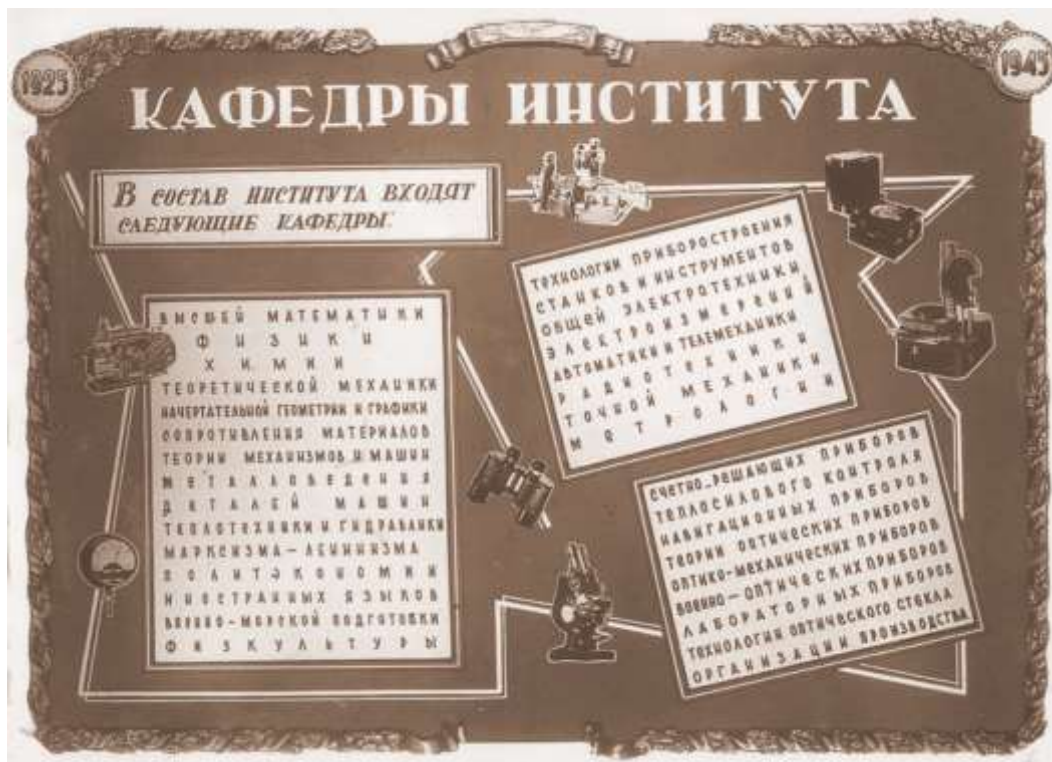 1925
1945
КАФЕДРЫ ИНСТИТУТА
В СОСТАВ ИНСТИТУТА ВХОДЯТ
СЛЕДУЮЩИЕ КАФЕДРЫ:
ВЫСШЕЙ МАТЕМАТИКИ
ФИЗИКИ
ХИМИИ
ТЕОРЕТИЧЕСКОЙ МЕХАНИКИ
НАЧЕРТАТЕЛЬНОЙ ГЕОМЕТРИИ И ГРАФИКИ
СОПРОТИВЛЕНИЯ МАТЕРИАЛОВ
ТЕОРИИ МЕХАНИЗМОВ И МАШИН
МЕТАЛЛОВЕДЕНИЯ
ДЕТАЛЕЙ МАШИН
ТЕПЛОТЕХНИКИ И ГИДРАВЛИКИ
МАРКСИЗМА-ЛЕНИНИЗМА
ПОЛИТЭКОНОМИИ
ИНОСТРАННЫХ ЯЗЫКОВ
ВОЕННО-МОРСКОЙ ПОДГОТОВКИ
ФИЗКУЛЬТУРЫ
ТЕХНОЛОГИИ ПРИБОРОСТРОЕНИЯ
СТАНКОВ И ИНСТРУМЕНТОВ
ОБЩЕЙ ЭЛЕКТРОТЕХНИКИ
ЭЛЕКТРОИЗМЕРЕНИЙ
АВТОМАТИКИ И ТЕЛЕМЕХАНИКИ
РАДИОТЕХНИКИ
ТОЧНОЙ МЕХАНИКИ
МЕТРОЛОГИИ
СЧЕТНО-РЕШАЮЩИХ ПРИБОРОВ
ТЕПЛОСИЛОВОГО КОНТРОЛЯ
НАВИГАЦИОННЫХ ПРИБОРОВ
ТЕОРИИ ОПТИЧЕСКИХ ПРИБОРОВ
ОПТИКО-МЕХАНИЧЕСКИХ ПРИБОРОВ
ВОЕННО-ОПТИЧЕСКИХ ПРИБОРОВ
ЛАБОРАТОРНЫХ ПРИБОРОВ
ТЕХНОЛОГИИ ОПТИЧЕСКОГО СТЕКЛА
ОРГАНИЗАЦИИ ПРОИЗВОДСТВА